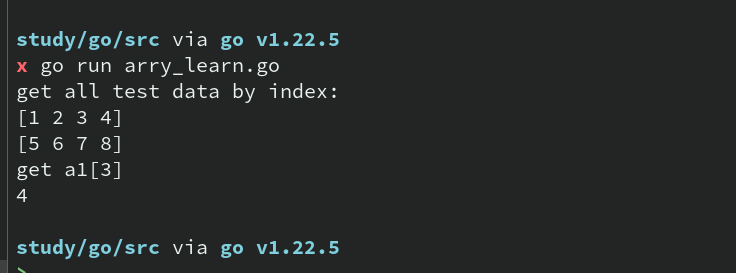 study/go/src via go v1.22.5
x go run arry_learn.go
get all test data by index:
[1 2 3 4]
[5 6 7 8]
get a1[3]
4
study/go/src via go v1.22.5